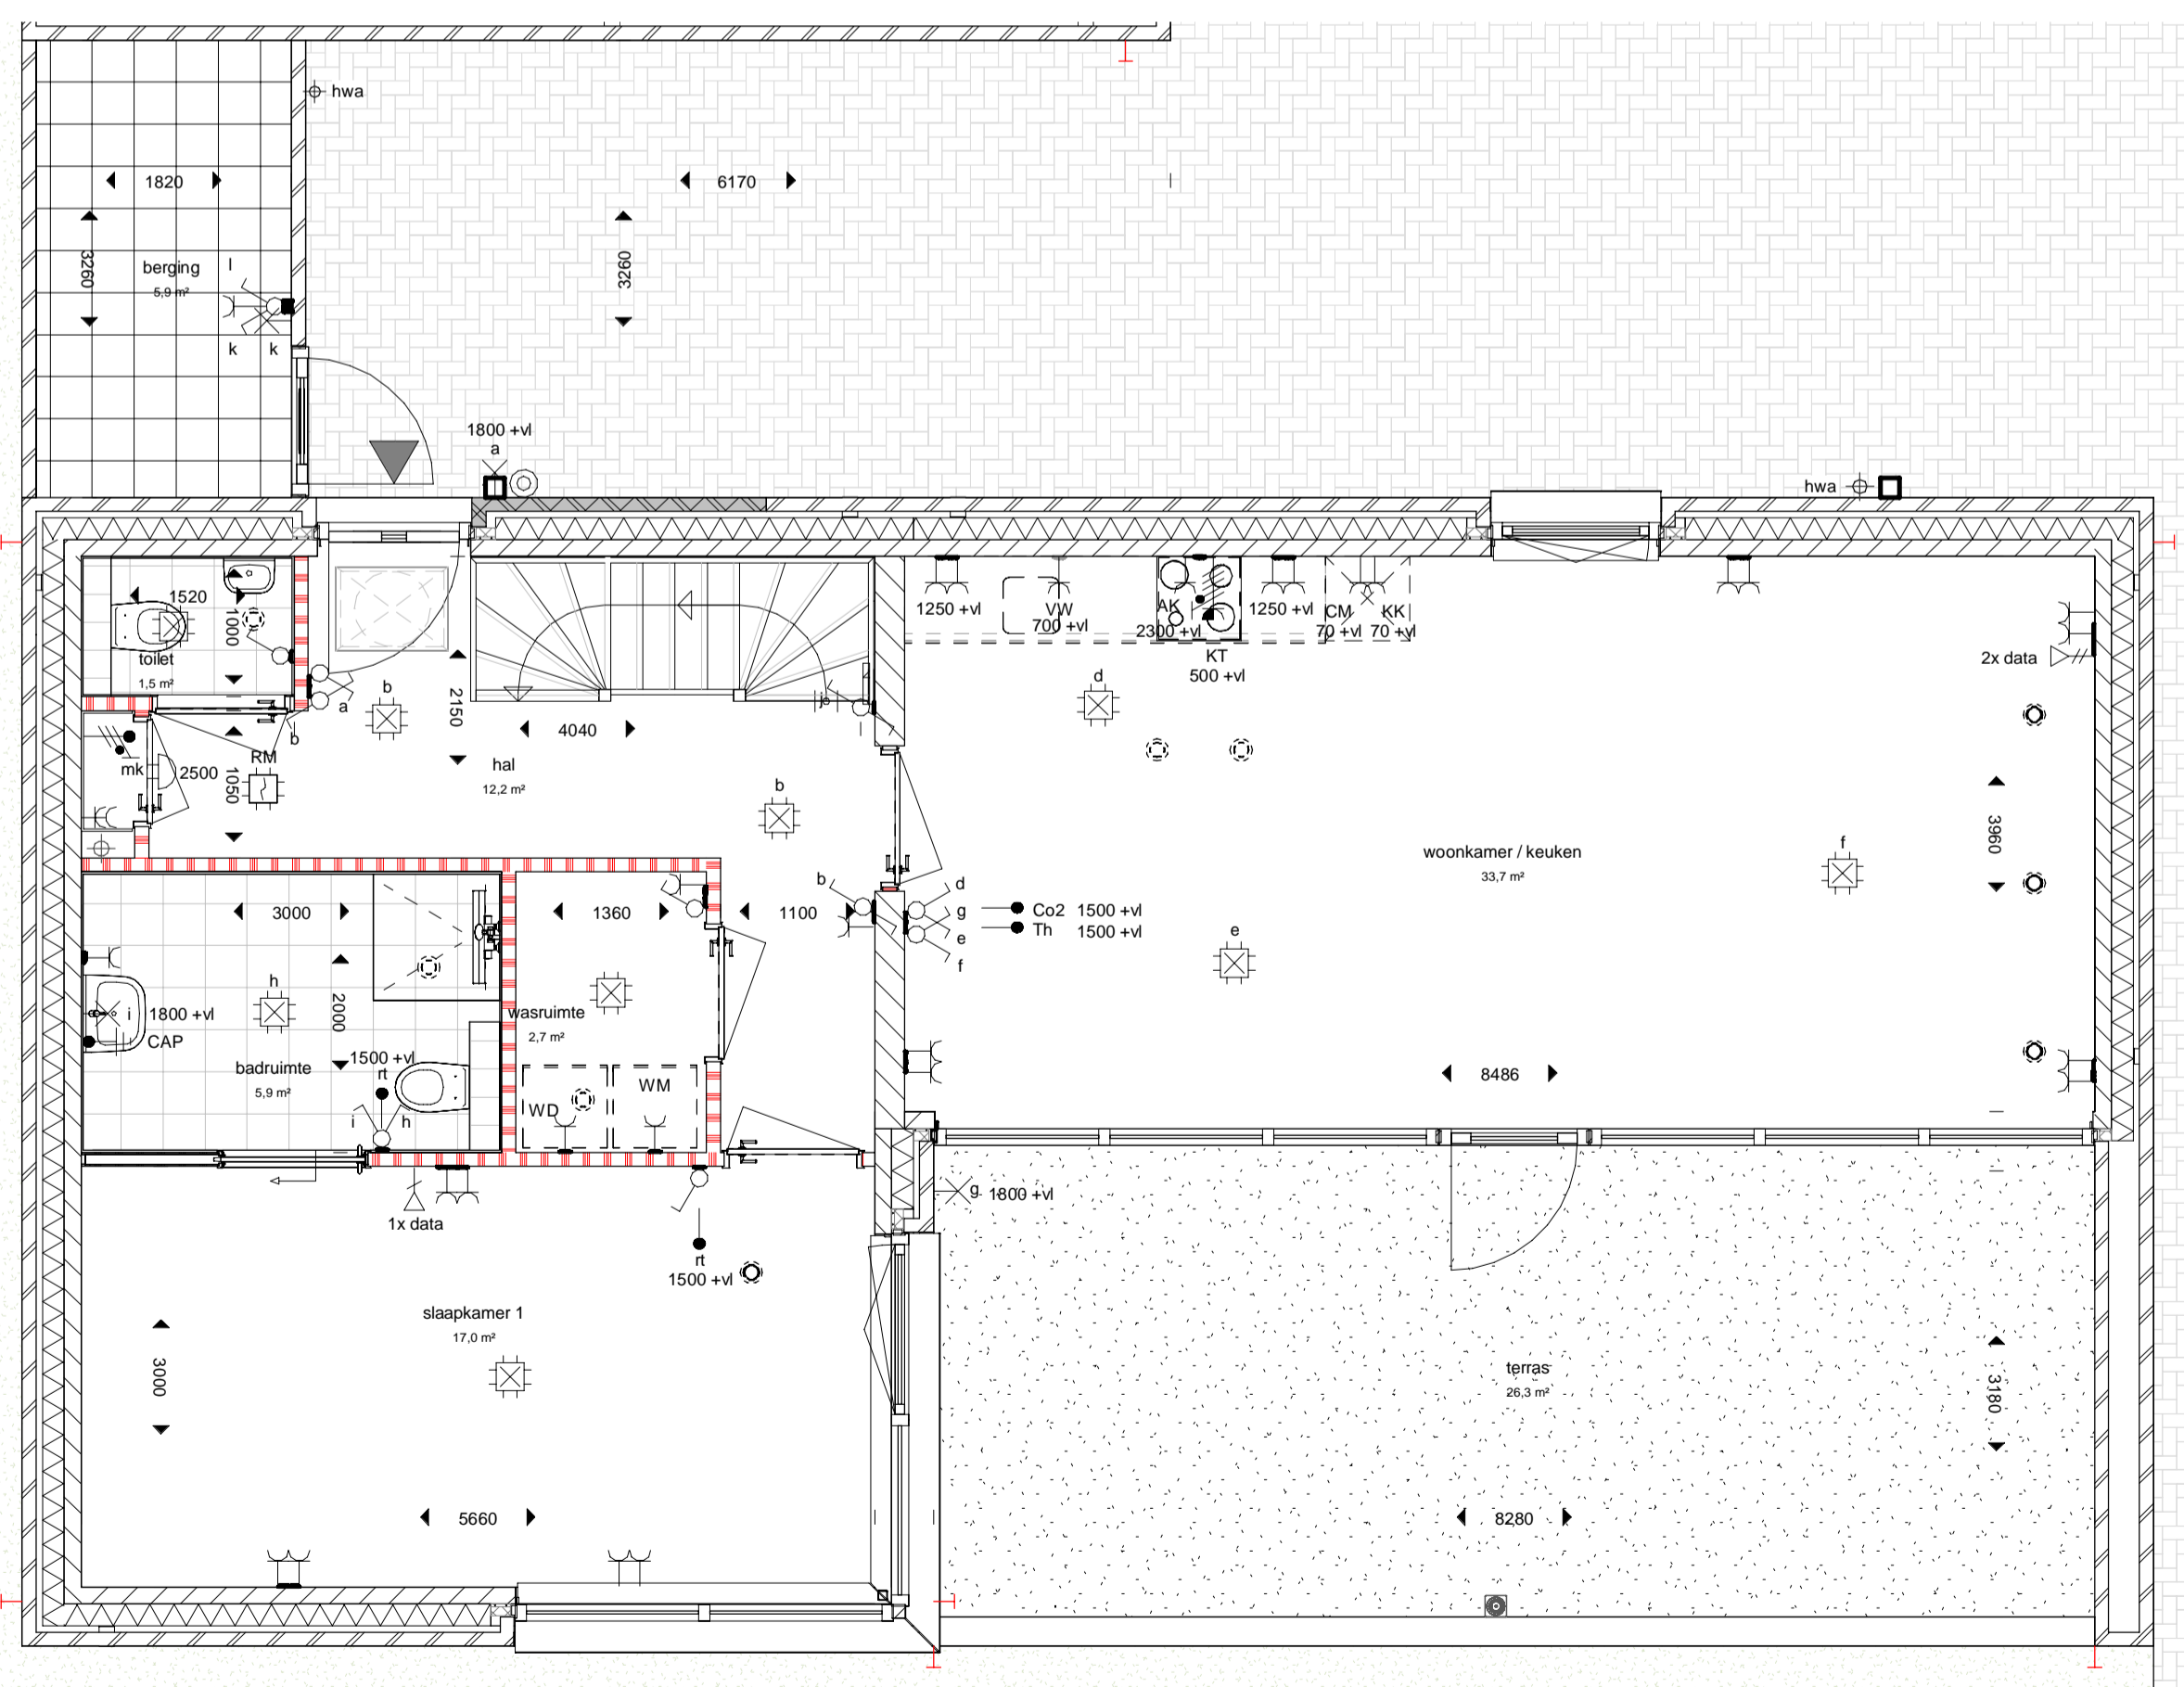 hwa
1820
6170
3260
3260
berging
5,9 m²
l
k
k
1800 +vl
a
hwa
1520
1000
toilet
1,5 m²
b
a
b
2150
j
4040
hal
12,2 m²
RM
mk
2500
1050
b
1250 +vl
VW
700 +vl
AK
2300 +vl
1250 +vl
CM
70 +vl
KK
70 +vl
KT
500 +vl
2x data
d
3960
woonkamer / keuken
33,7 m²
f
b
d
g
e
f
Co2 1500 +vl
Th 1500 +vl
e
3000
1360
1100
h
2000
i
1800 +vl
CAP
wasruimte
2,7 m²
badruimte
5,9 m²
1500 +vl
rt
i
h
WD
WM
8486
1x data
g
1800 +vl
rt
1500 +vl
slaapkamer 1
17,0 m²
3000
terras
26,3 m²
3180
5660
8280